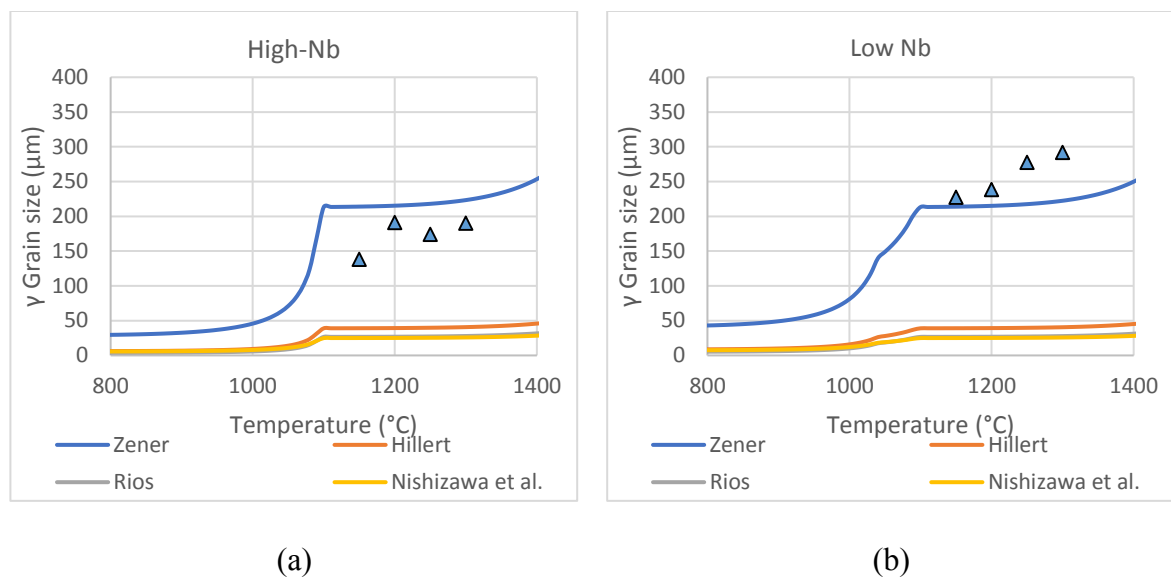 High-Nb
400
350
300
250
200
150
100
50
0
γ Grain size (μm)
800 1000 1200 1400
Temperature (°C)
Zener Hillert
Rios Nishizawa et al.
(a)
Low Nb
400
350
300
250
200
150
100
50
0
γ Grain size (μm)
800 1000 1200 1400
Temperature (°C)
Zener Hillert
Rios Nishizawa et al.
(b)